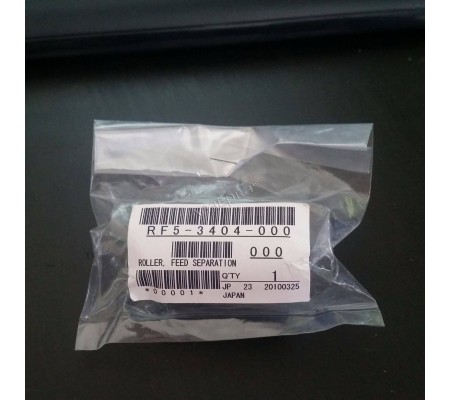 RF5-3404-000
000
ROLLER, FEED SEPARATION
Q'TY 1
*00001* JP 23 20100325
JAPAN